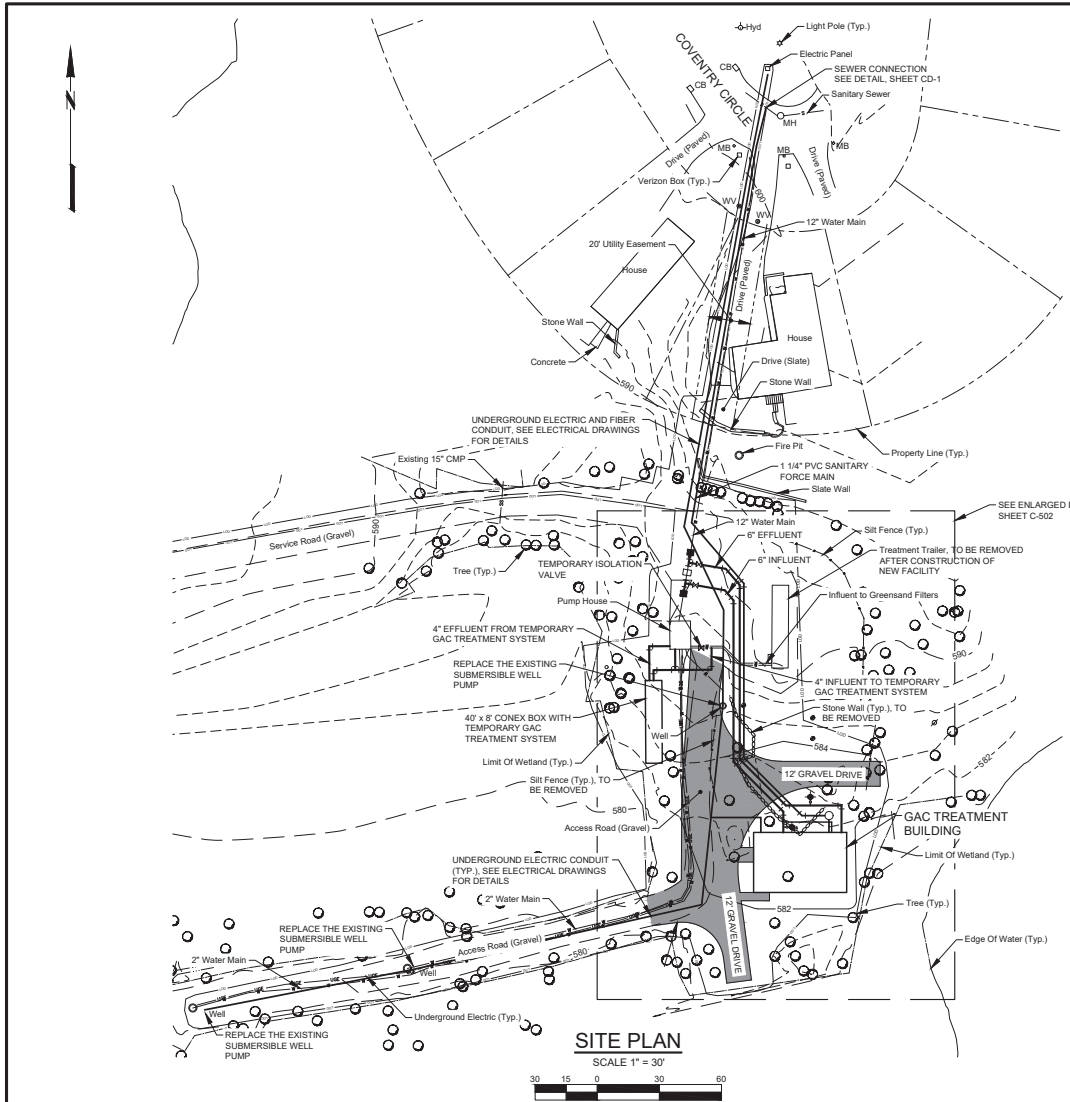 Hyd
Light Pole (Typ.)
Electric Panel
COVENTRY CIRCLE
CB
SEWER CONNECTION
SEE DETAIL, SHEET CD-1
CB
Sanitary Sewer
MH
Drive (Paved)
MB
MB
MB
Drive (Paved)
Verizon Box (Typ.)
600
WV
WV
12" Water Main
20' Utility Easement
House
Drive (Paved)
Stone Wall
House
Concrete
Drive (Slate)
590
Stone Wall
UNDERGROUND ELECTRIC AND FIBER
CONDUIT, SEE ELECTRICAL DRAWINGS
FOR DETAILS
Fire Pit
Property Line (Typ.)
Existing 15" CMP
1 1/4" PVC SANITARY
FORCE MAIN
Slate Wall
SEE ENLARGED
SHEET C-502
590
12" Water Main
Silt Fence (Typ.)
Service Road (Gravel)
6" EFFLUENT
Treatment Trailer, TO BE REMOVED
AFTER CONSTRUCTION OF
NEW FACILITY
Tree (Typ.)
TEMPORARY ISOLATION
VALVE
6" INFLUENT
Pump House
Influent to Greensand Filters
4" EFFLUENT FROM TEMPORARY
GAC TREATMENT SYSTEM
590
REPLACE THE EXISTING
SUBMERSIBLE WELL
PUMP
4" INFLUENT TO TEMPORARY
GAC TREATMENT SYSTEM
Stone Wall (Typ.), TO
BE REMOVED
40' x 8' CONEX BOX WITH
TEMPORARY GAC
TREATMENT SYSTEM
Well
584
Limit Of Wetland (Typ.)
582
Silt Fence (Typ.), TO
BE REMOVED
12' GRAVEL DRIVE
580
GAC TREATMENT
BUILDING
Access Road (Gravel)
Limit Of Wetland (Typ.)
UNDERGROUND ELECTRIC CONDUIT
(TYP.), SEE ELECTRICAL DRAWINGS
FOR DETAILS
2" Water Main
582
12' GRAVEL DRIVE
Tree (Typ.)
REPLACE THE EXISTING
SUBMERSIBLE WELL
PUMP
Access Road (Gravel)
580
Edge Of Water (Typ.)
2" Water Main
Well
Well
Underground Electric (Typ.)
REPLACE THE EXISTING
SUBMERSIBLE WELL
PUMP
SITE PLAN
SCALE 1" = 30'
30 15 0 30 60
N